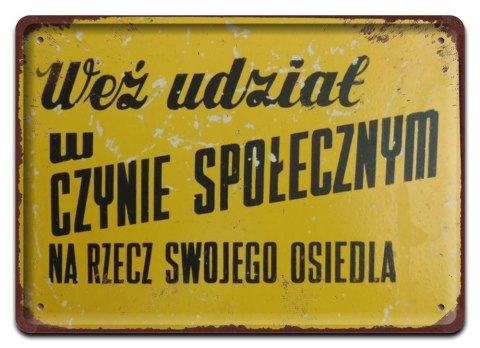 Weź udział
w
CZYNIE SPOŁECZNYM
NA RZECZ SWOJEGO OSIEDLA